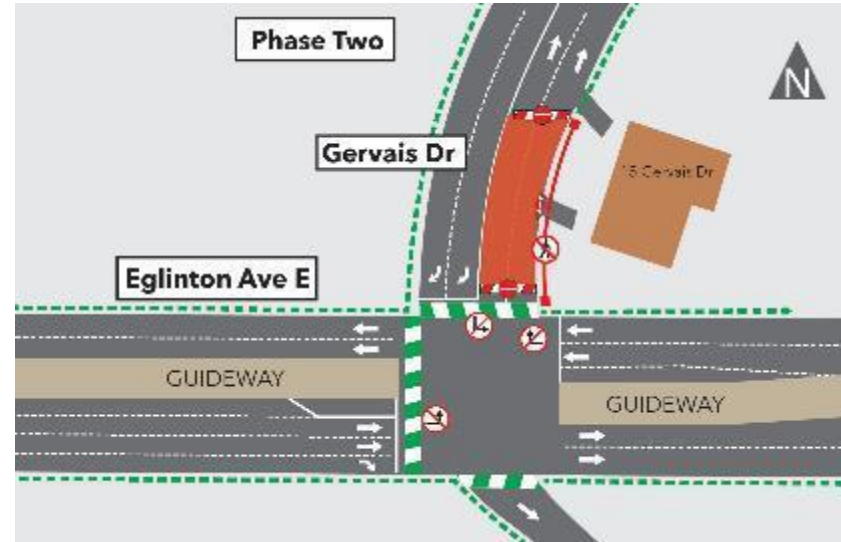 Phase Two
N
Gervais Dr
15 Gervais Dr
Eglinton Ave E
GUIDEWAY
GUIDEWAY